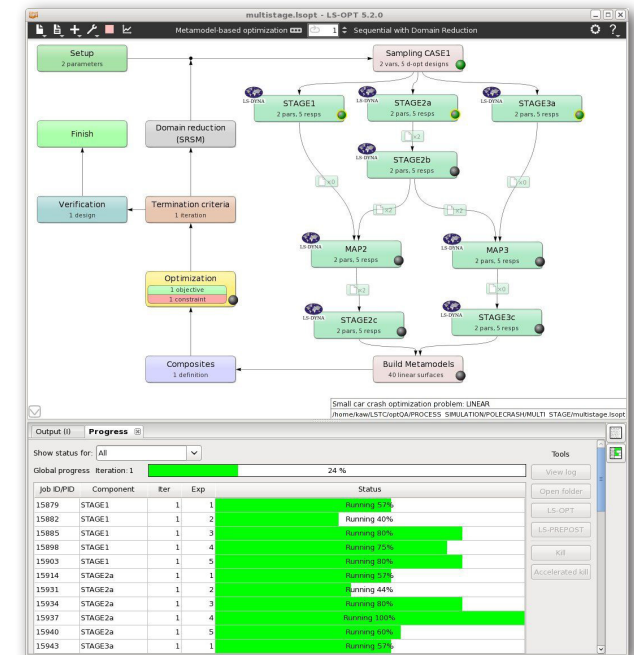 multistage.lsopt - LS-OPT 5.2.0
Metamodel-based optimization 1 Sequential with Domain Reduction
Setup
2 parameters
Sampling CASE1
2 vars, 5 d-opt designs
LS-DYNA
STAGE1
2 pars, 5 resps
LS-DYNA
STAGE2a
2 pars, 5 resps
LS-DYNA
STAGE3a
2 pars, 5 resps
Finish
Domain reduction
(SRSM)
x2
LS-DYNA
STAGE2b
2 pars, 5 resps
x0
x0
Verification
1 design
Termination criteria
1 iteration
x2
x2
LS-DYNA
MAP2
2 pars, 5 resps
LS-DYNA
MAP3
2 pars, 5 resps
Optimization
1 objective
1 constraint
x2
x0
LS-DYNA
STAGE2c
2 pars, 5 resps
LS-DYNA
STAGE3c
2 pars, 5 resps
Composites
1 definition
Build Metamodels
40 linear surfaces
Small car crash optimization problem: LINEAR
/home/kaw/LSTC/optQA/PROCESS_SIMULATION/POLECRASH/MULTI_STAGE/multistage.lsopt
Output (I) Progress
Show status for: All
Tools
Global progress Iteration: 1 24 %
View log
Open folder
LS-OPT
LS-PREPOST
Kill
Accelerated kill
Job ID/PID Component Iter Exp Status
15879 STAGE1 1 1 Running 57%
15882 STAGE1 1 2 Running 40%
15885 STAGE1 1 3 Running 80%
15898 STAGE1 1 4 Running 75%
15903 STAGE1 1 5 Running 80%
15914 STAGE2a 1 1 Running 57%
15931 STAGE2a 1 2 Running 44%
15934 STAGE2a 1 3 Running 80%
15937 STAGE2a 1 4 Running 100%
15940 STAGE2a 1 5 Running 60%
15943 STAGE3a 1 1 Running 57%